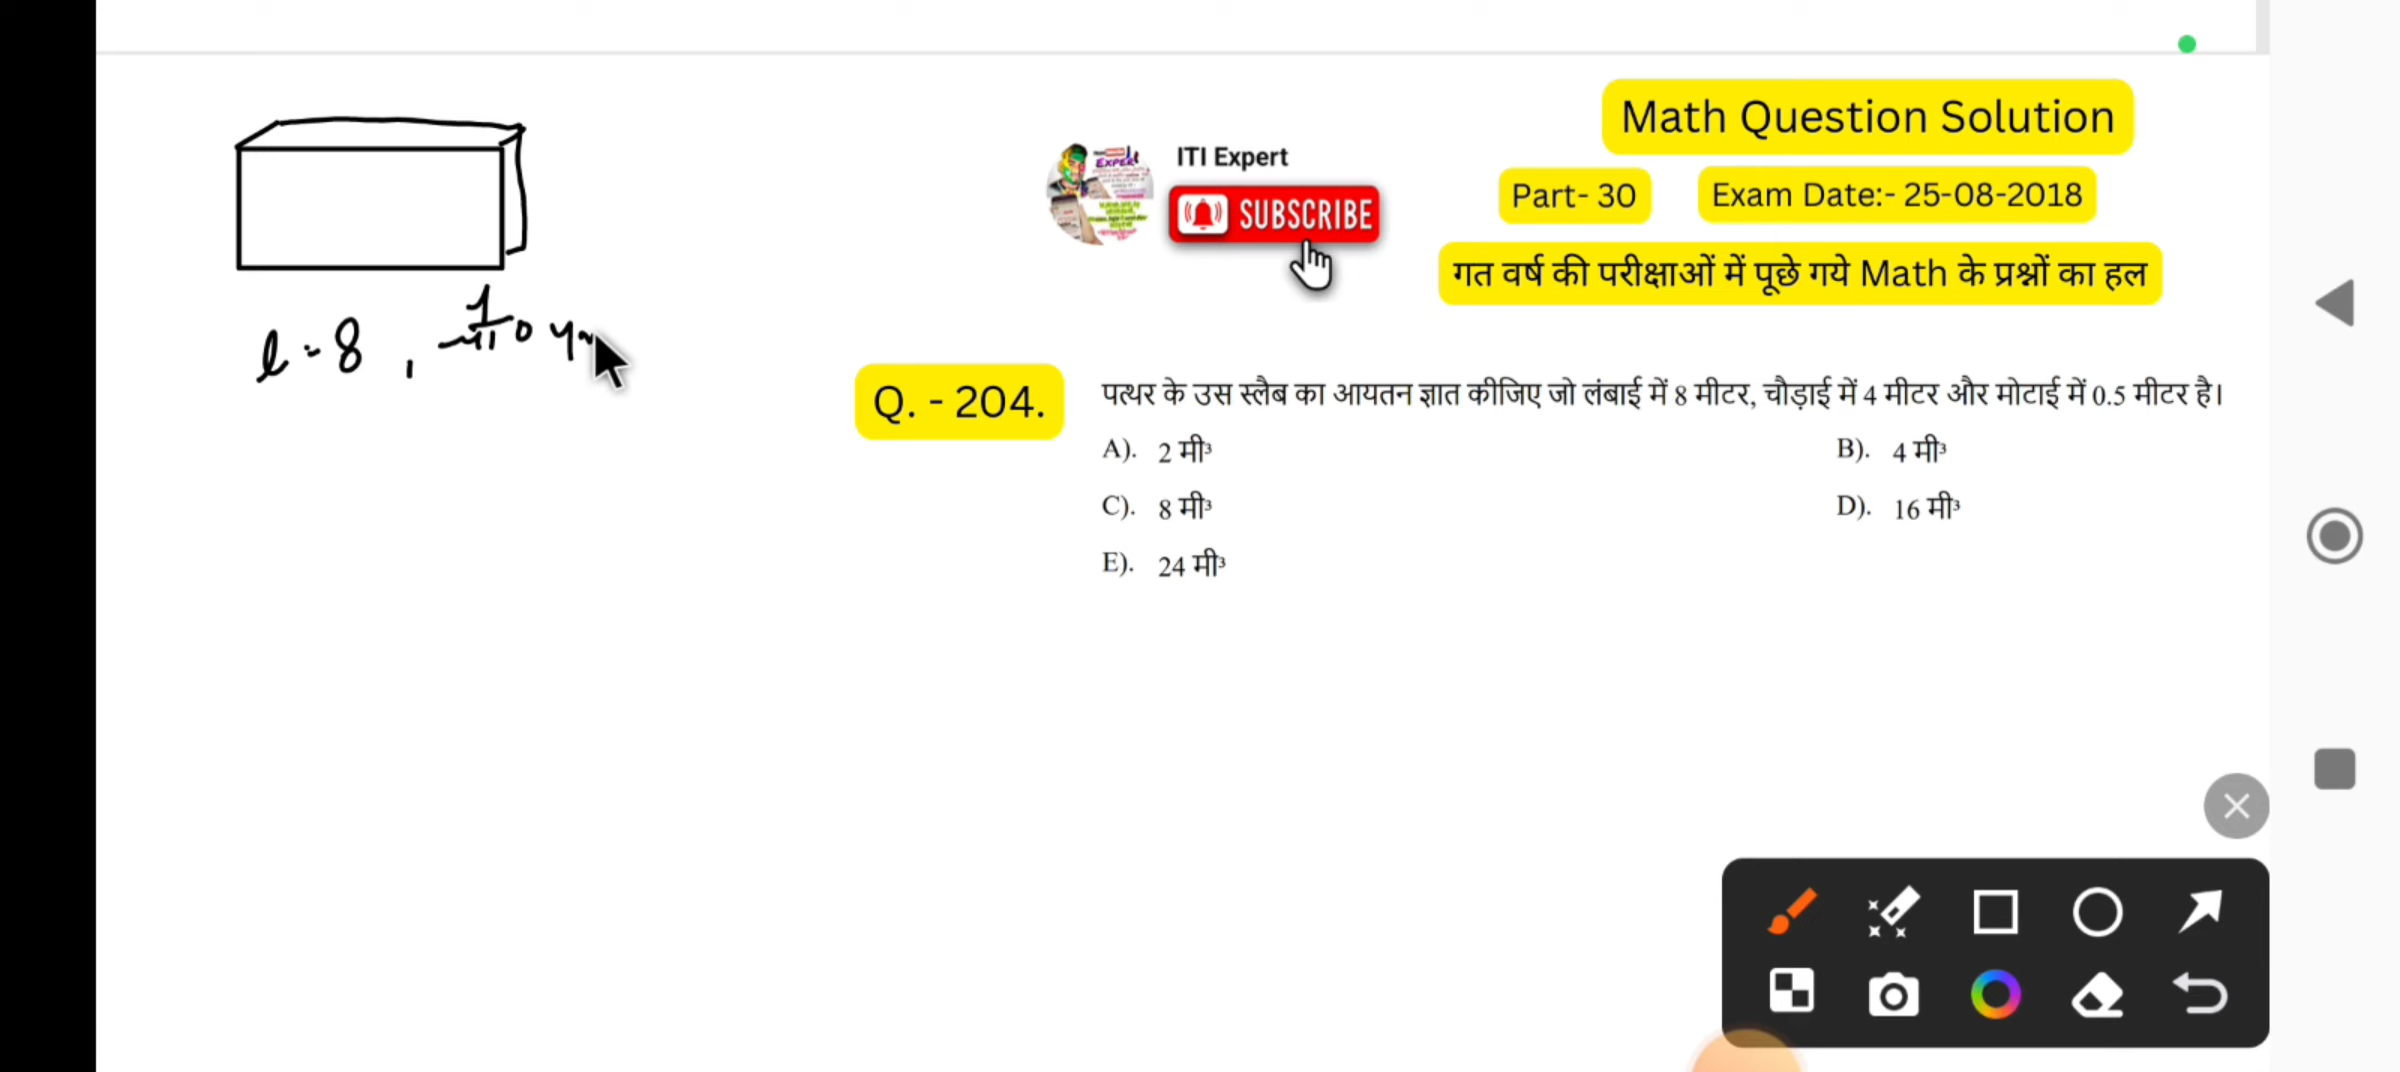 Math Question Solution
ITI Expert
SUBSCRIBE
Part- 30 Exam Date:- 25-08-2018
गत वर्ष की परीक्षाओं में पूछे गये Math के प्रश्नों का हल
l = 8 , चौ०
Q. - 204. पत्थर के उस स्लैब का आयतन ज्ञात कीजिए जो लंबाई में 8 मीटर, चौड़ाई में 4 मीटर और मोटाई में 0.5 मीटर है।
A). 2 मी³ B). 4 मी³
C). 8 मी³ D). 16 मी³
E). 24 मी³